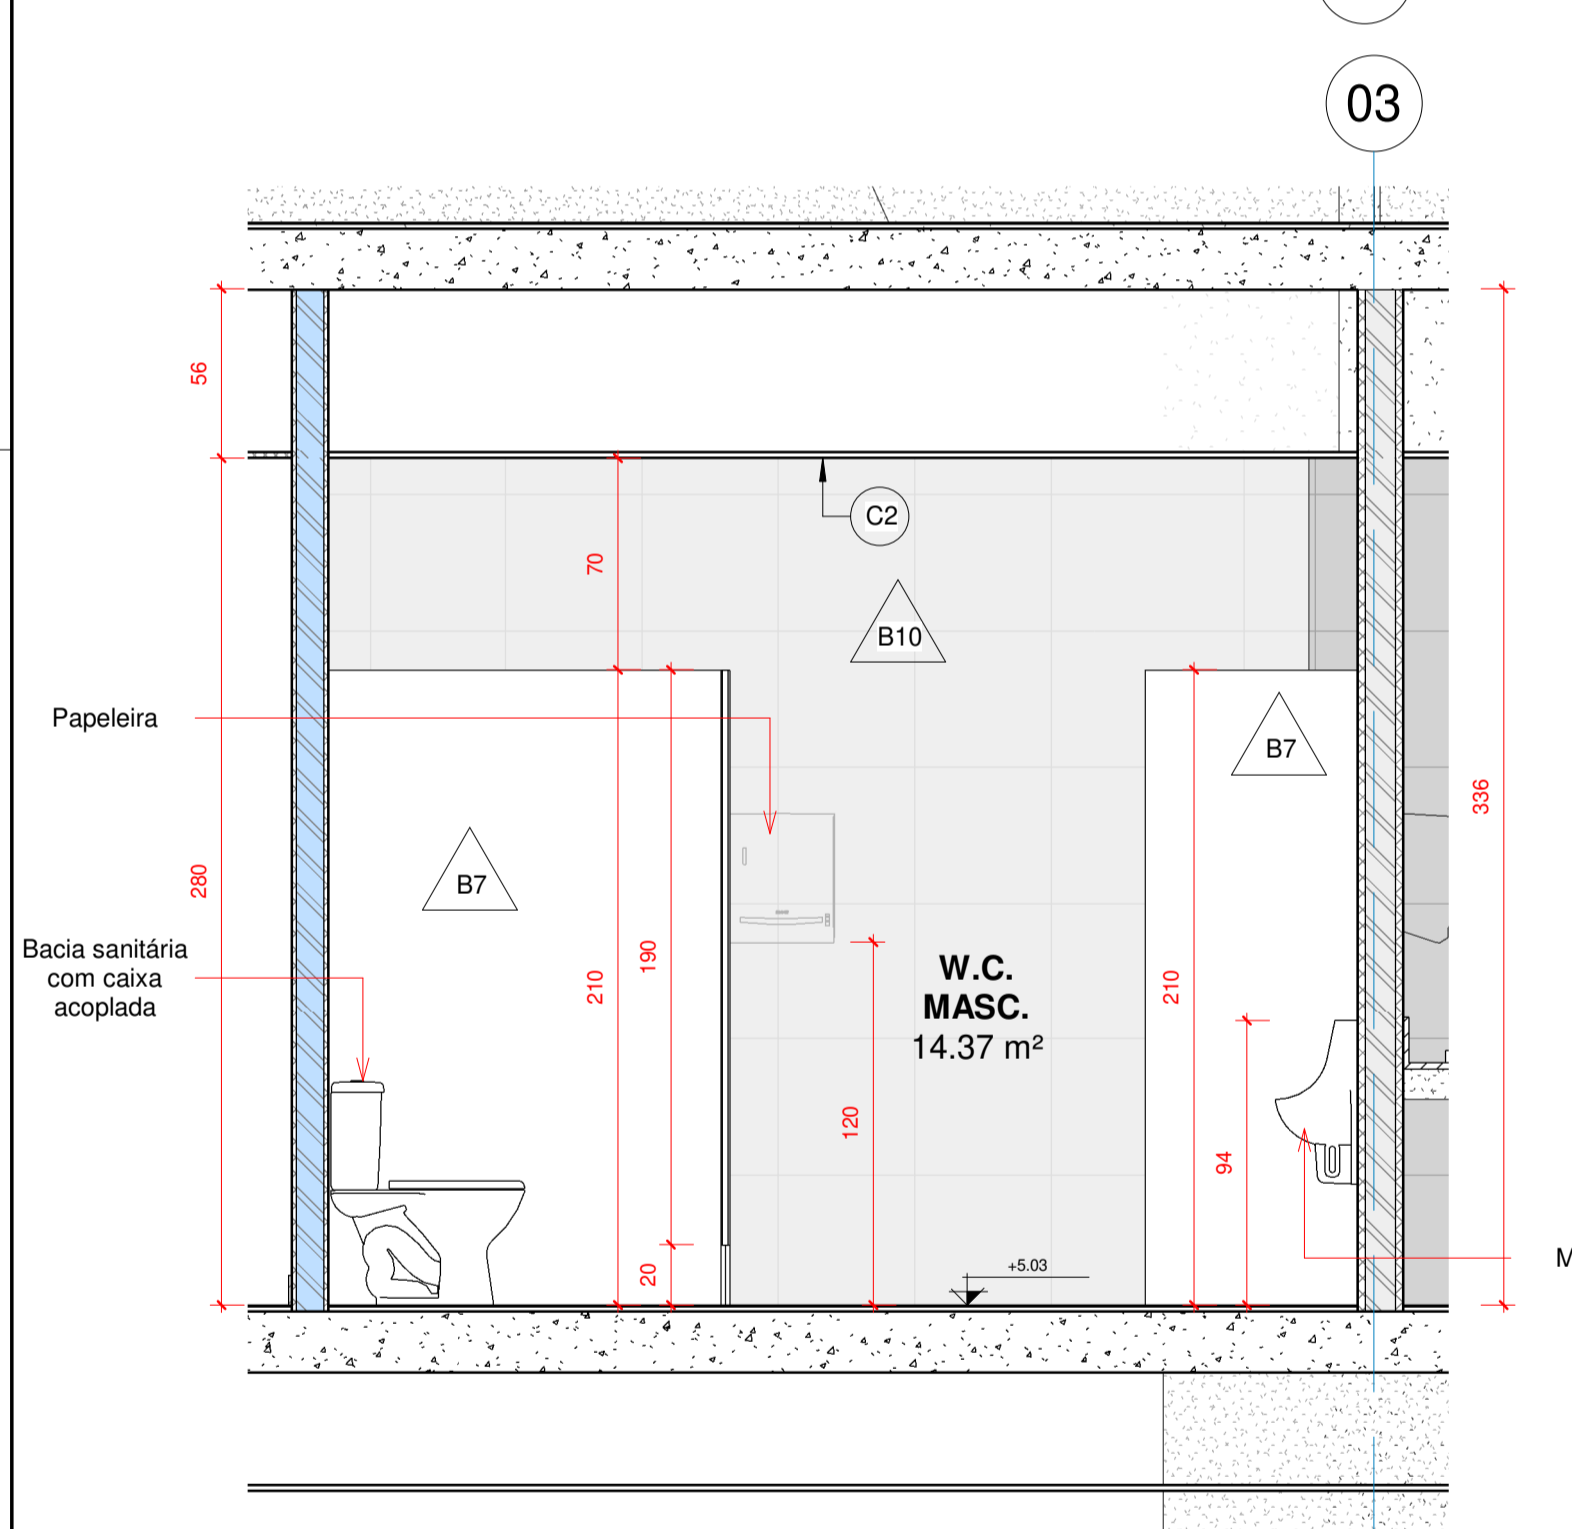 03
56
C2
70
B10
Papeleira
B7
336
B7
280
Bacia sanitária
com caixa
acoplada
190
210
W.C.
MASC.
14.37 m²
210
120
94
+5.03
20
M